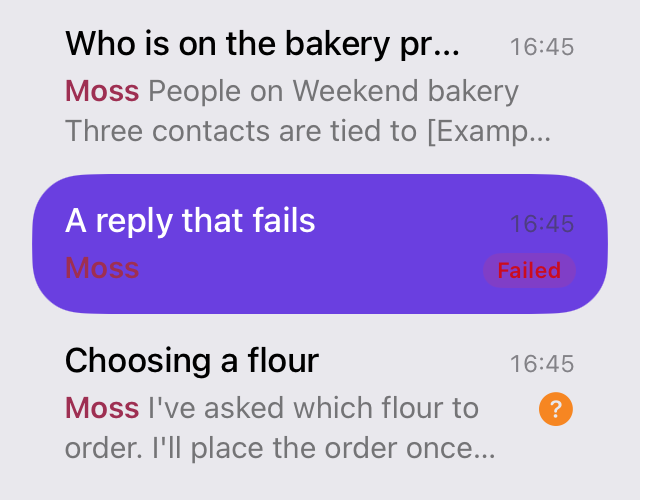 Who is on the bakery pr... 16:45
Moss People on Weekend bakery
Three contacts are tied to [Examp...
A reply that fails 16:45
Moss Failed
Choosing a flour 16:45
Moss I've asked which flour to ?
order. I'll place the order once...